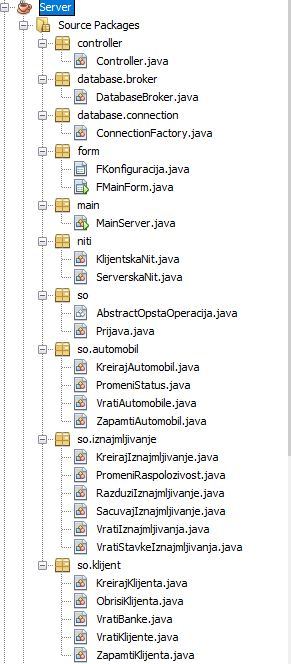 Server
Source Packages
controller
Controller.java
database.broker
DatabaseBroker.java
database.connection
ConnectionFactory.java
form
FKonfiguracija.java
FMainForm.java
main
MainServer.java
niti
KlijentskaNit.java
ServerskaNit.java
so
AbstractOpstaOperacija.java
Prijava.java
so.automobil
KreirajAutomobil.java
PromeniStatus.java
VratiAutomobile.java
ZapamtiAutomobil.java
so.iznajmljivanje
KreirajIznajmljivanje.java
PromeniRaspolozivost.java
RazduziIznajmljivanje.java
SacuvajIznajmljivanje.java
VratiIznajmljivanja.java
VratiStavkeIznajmljivanja.java
so.klijent
KreirajKlijenta.java
ObrisiKlijenta.java
VratiBanke.java
VratiKlijente.java
ZapamtiKlijenta.java